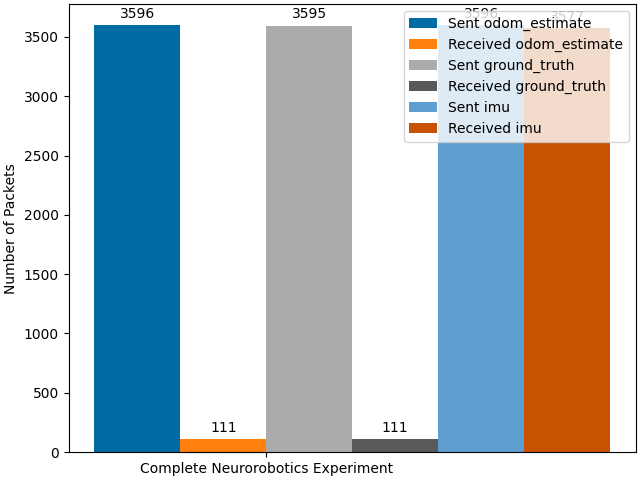 3596
3595
3596
3577
Sent odom_estimate
Received odom_estimate
Sent ground_truth
Received ground_truth
Sent imu
Received imu
3500
3000
2500
2000
1500
1000
500
0
Number of Packets
111
111
Complete Neurorobotics Experiment